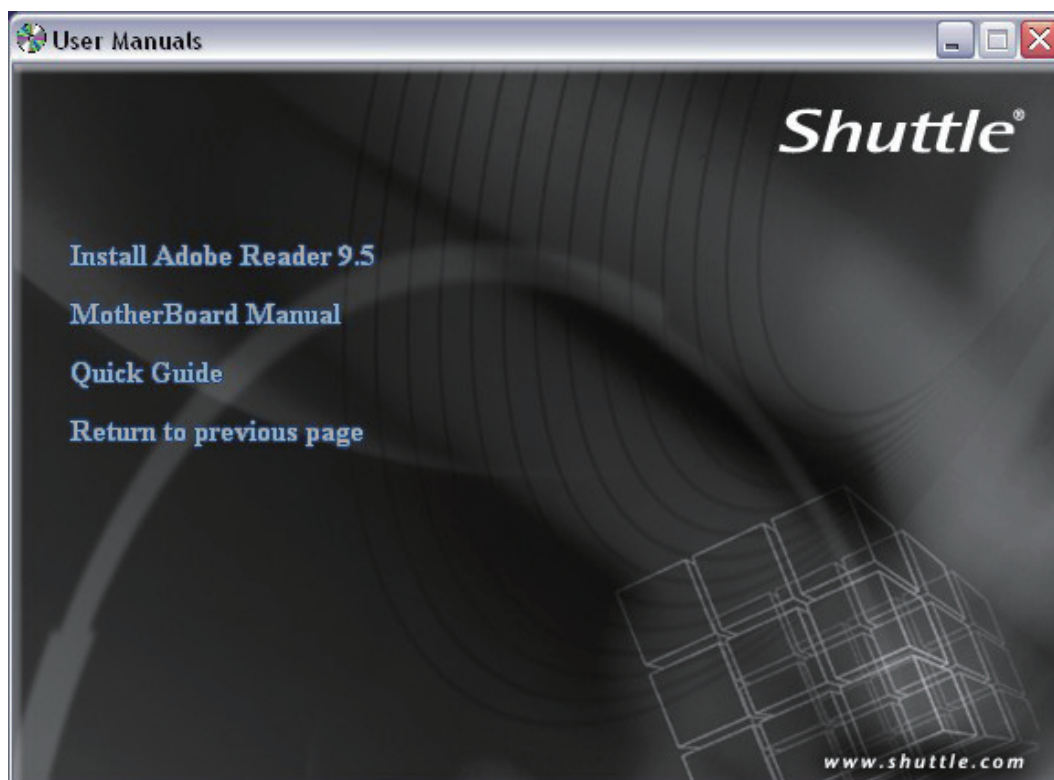 User Manuals
Shuttle®
Install Adobe Reader 9.5
MotherBoard Manual
Quick Guide
Return to previous page
www.shuttle.com